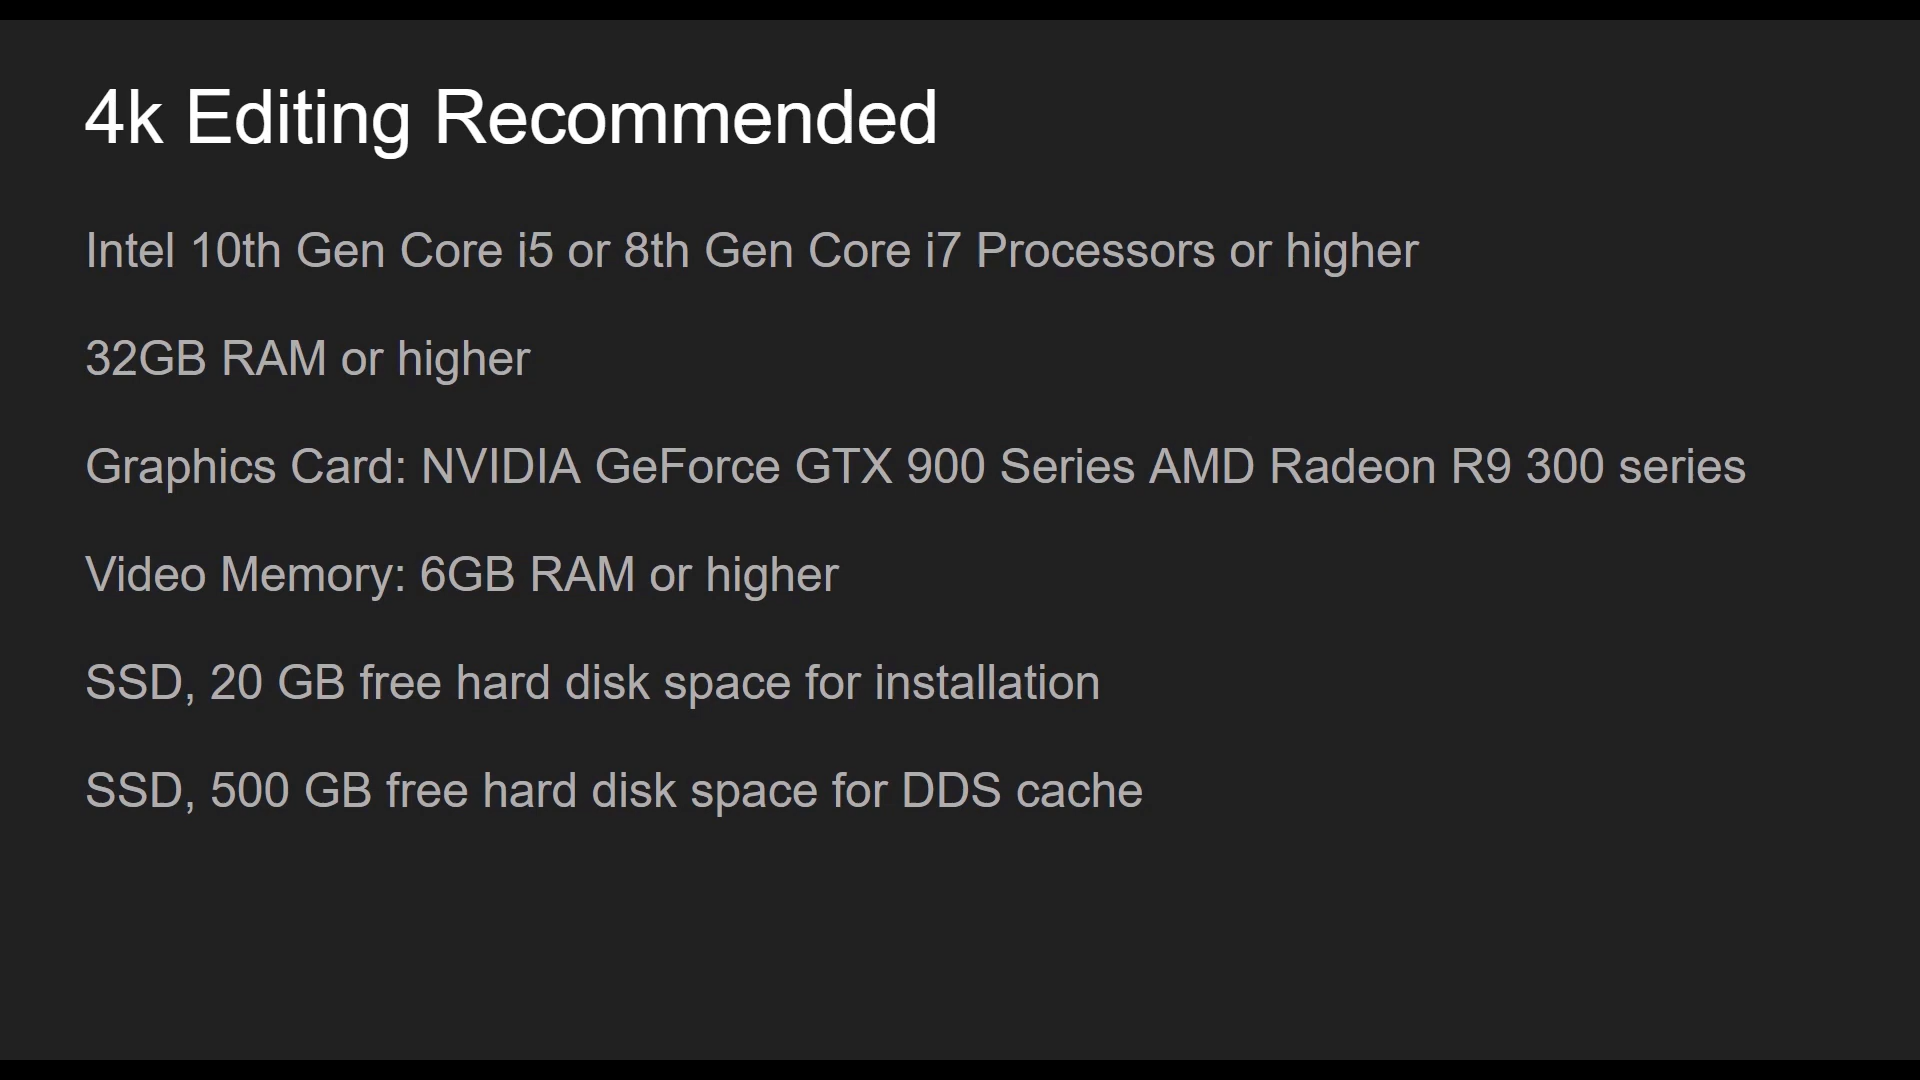 4k Editing Recommended
Intel 10th Gen Core i5 or 8th Gen Core i7 Processors or higher
32GB RAM or higher
Graphics Card: NVIDIA GeForce GTX 900 Series AMD Radeon R9 300 series
Video Memory: 6GB RAM or higher
SSD, 20 GB free hard disk space for installation
SSD, 500 GB free hard disk space for DDS cache